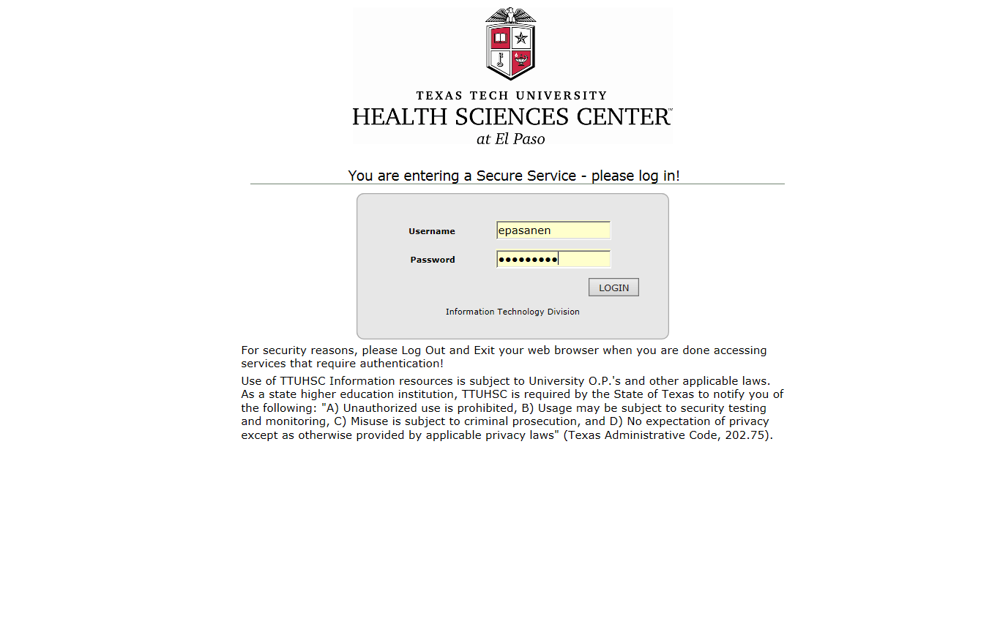 TEXAS TECH UNIVERSITY
HEALTH SCIENCES CENTER™
at El Paso
You are entering a Secure Service - please log in!
Username epasanen
Password ●●●●●●●●●
LOGIN
Information Technology Division
For security reasons, please Log Out and Exit your web browser when you are done accessing
services that require authentication!
Use of TTUHSC Information resources is subject to University O.P.'s and other applicable laws.
As a state higher education institution, TTUHSC is required by the State of Texas to notify you of
the following: "A) Unauthorized use is prohibited, B) Usage may be subject to security testing
and monitoring, C) Misuse is subject to criminal prosecution, and D) No expectation of privacy
except as otherwise provided by applicable privacy laws" (Texas Administrative Code, 202.75).